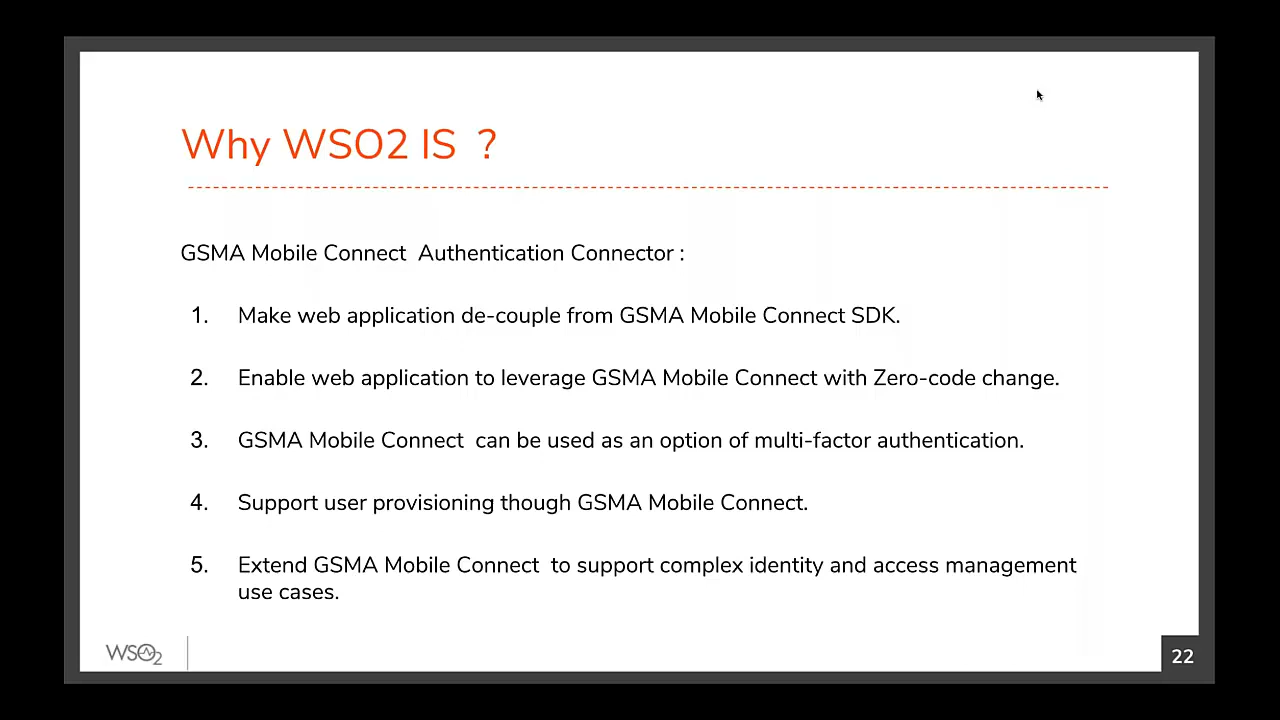 Why WSO2 IS ?
GSMA Mobile Connect Authentication Connector :
1. Make web application de-couple from GSMA Mobile Connect SDK.
2. Enable web application to leverage GSMA Mobile Connect with Zero-code change.
3. GSMA Mobile Connect can be used as an option of multi-factor authentication.
4. Support user provisioning though GSMA Mobile Connect.
5. Extend GSMA Mobile Connect to support complex identity and access management
use cases.
WSO2
22